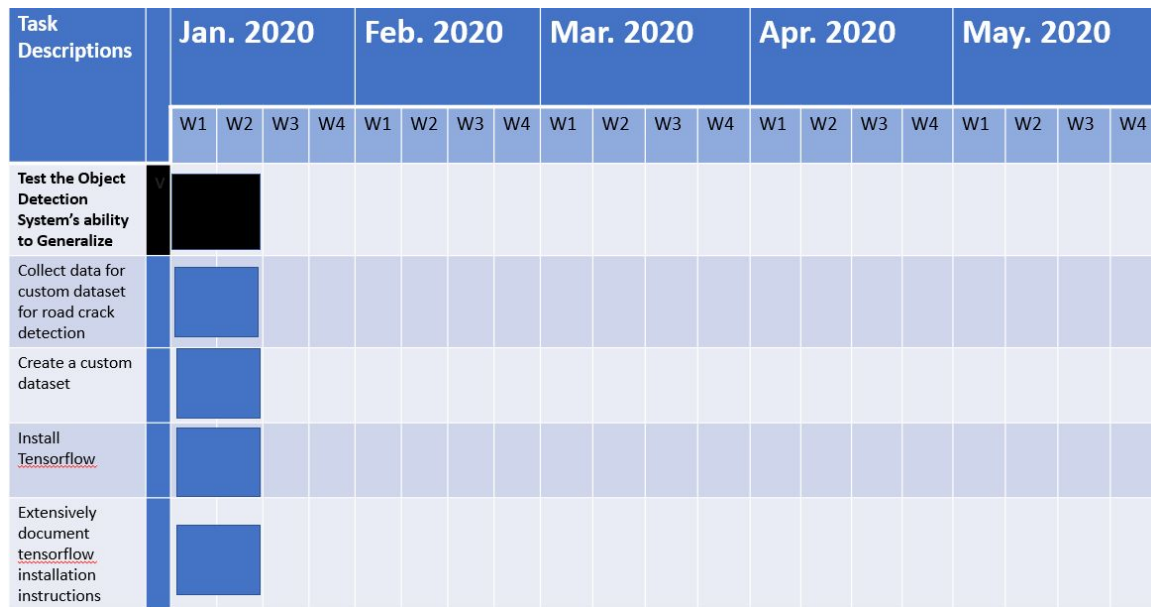 Task
Descriptions
Jan. 2020
Feb. 2020
Mar. 2020
Apr. 2020
May. 2020
W1 W2 W3 W4 W1 W2 W3 W4 W1 W2 W3 W4 W1 W2 W3 W4 W1 W2 W3 W4
Test the Object
Detection
System’s ability
to Generalize
V
Collect data for
custom dataset
for road crack
detection
Create a custom
dataset
Install
Tensorflow
Extensively
document
tensorflow
installation
instructions